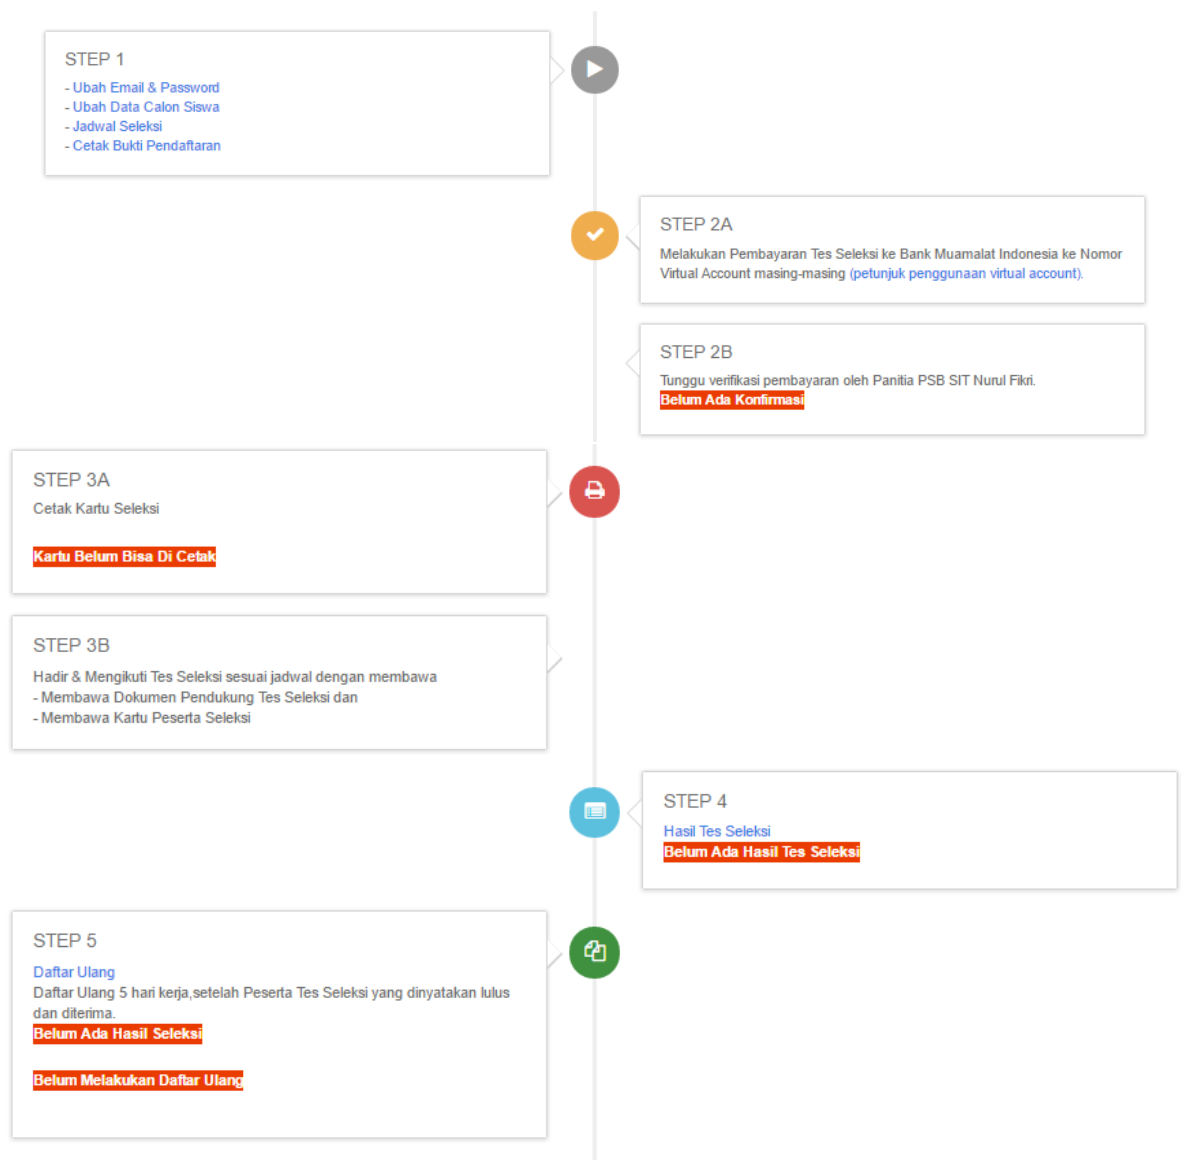 STEP 1
- Ubah Email & Password
- Ubah Data Calon Siswa
- Jadwal Seleksi
- Cetak Bukti Pendaftaran
STEP 2A
Melakukan Pembayaran Tes Seleksi ke Bank Muamalat Indonesia ke Nomor
Virtual Account masing-masing (petunjuk penggunaan virtual account).
STEP 2B
Tunggu verifikasi pembayaran oleh Panitia PSB SIT Nurul Fikri.
Belum Ada Konfirmasi
STEP 3A
Cetak Kartu Seleksi
Kartu Belum Bisa Di Cetak
STEP 3B
Hadir & Mengikuti Tes Seleksi sesuai jadwal dengan membawa
- Membawa Dokumen Pendukung Tes Seleksi dan
- Membawa Kartu Peserta Seleksi
STEP 4
Hasil Tes Seleksi
Belum Ada Hasil Tes Seleksi
STEP 5
Daftar Ulang
Daftar Ulang 5 hari kerja,setelah Peserta Tes Seleksi yang dinyatakan lulus
dan diterima.
Belum Ada Hasil Seleksi
Belum Melakukan Daftar Ulang